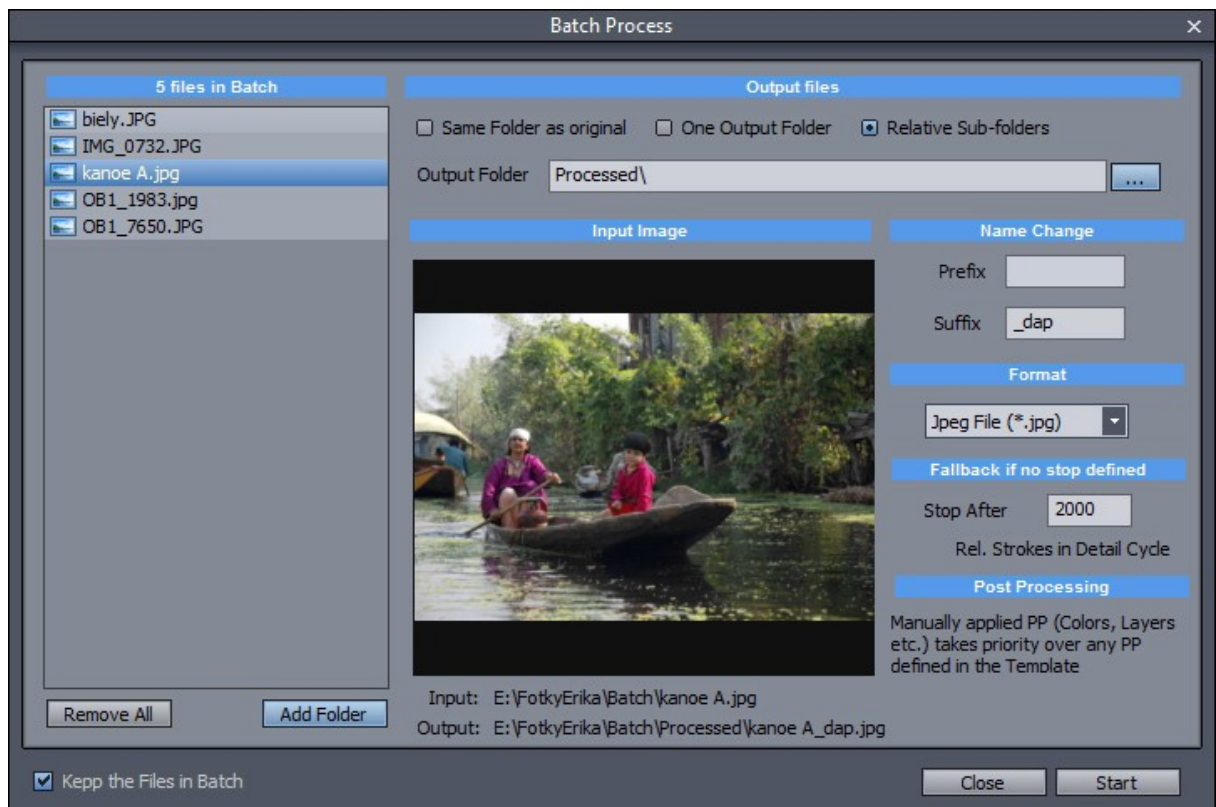 Batch Process
5 files in Batch
biely.JPG
IMG_0732.JPG
kanoe A.jpg
OB1_1983.jpg
OB1_7650.JPG
Remove All
Add Folder
Output files
Same Folder as original
One Output Folder
Relative Sub-folders
Output Folder
Processed\
...
Input Image
Input: E:\FotkyErika\Batch\kanoe A.jpg
Output: E:\FotkyErika\Batch\Processed\kanoe A_dap.jpg
Name Change
Prefix
Suffix
_dap
Format
Jpeg File (*.jpg)
Fallback if no stop defined
Stop After
2000
Rel. Strokes in Detail Cycle
Post Processing
Manually applied PP (Colors, Layers
etc.) takes priority over any PP
defined in the Template
Kepp the Files in Batch
Close
Start